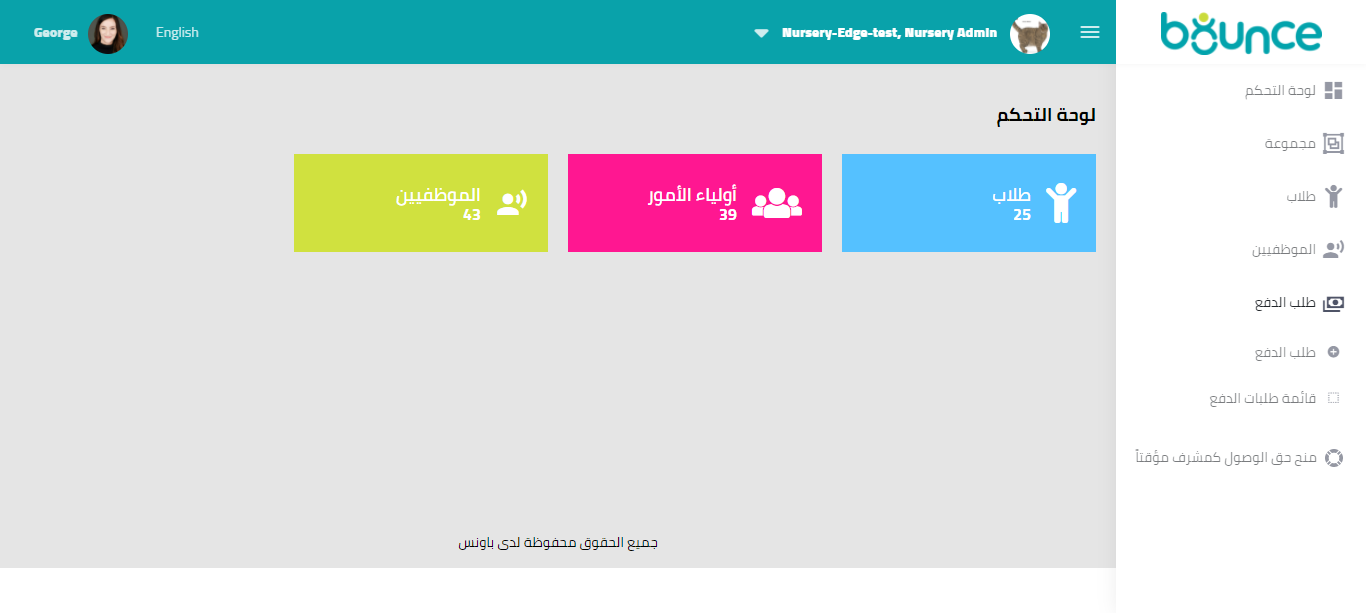 bounce
Nursery-Edge-test, Nursery Admin
English
George
لوحة التحكم
مجموعة
طلاب
الموظفيين
طلب الدفع
طلب الدفع
قائمة طلبات الدفع
منح حق الوصول كمشرف مؤقتاً
لوحة التحكم
طلاب
25
أولياء الأمور
39
الموظفيين
43
جميع الحقوق محفوظة لدى باونس